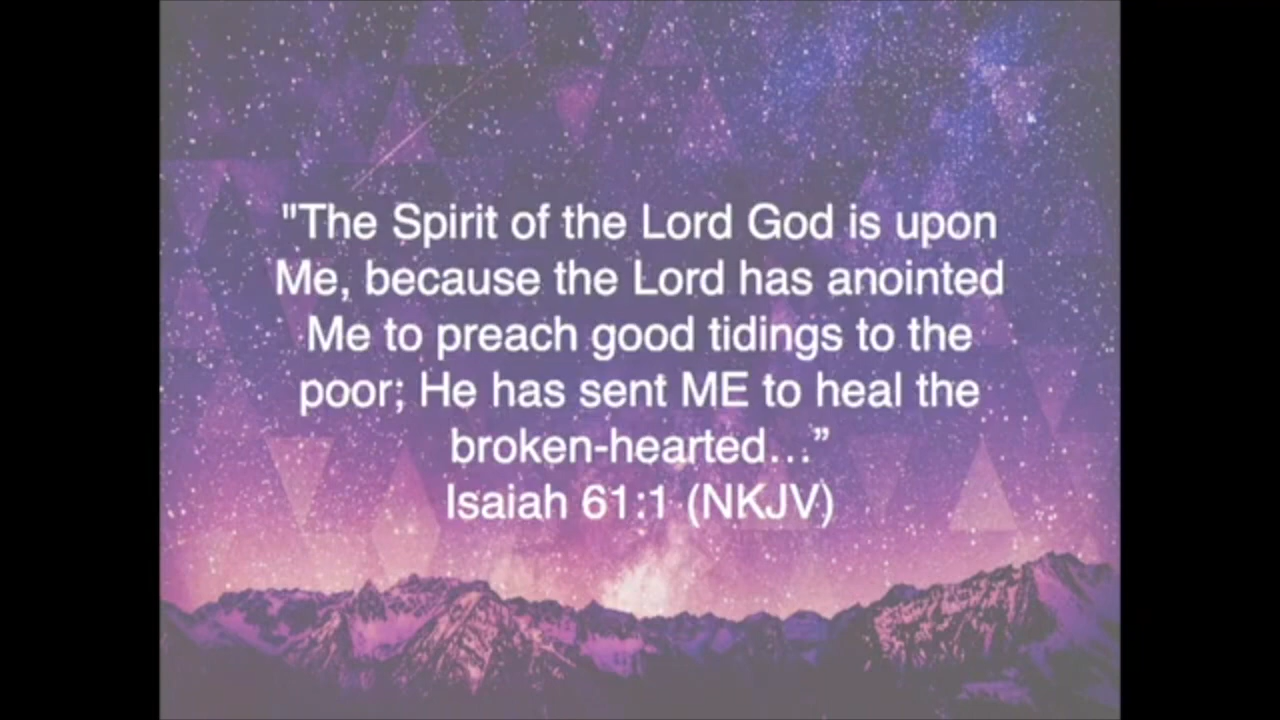 "The Spirit of the Lord God is upon
Me, because the Lord has anointed
Me to preach good tidings to the
poor; He has sent ME to heal the
broken-hearted…”
Isaiah 61:1 (NKJV)